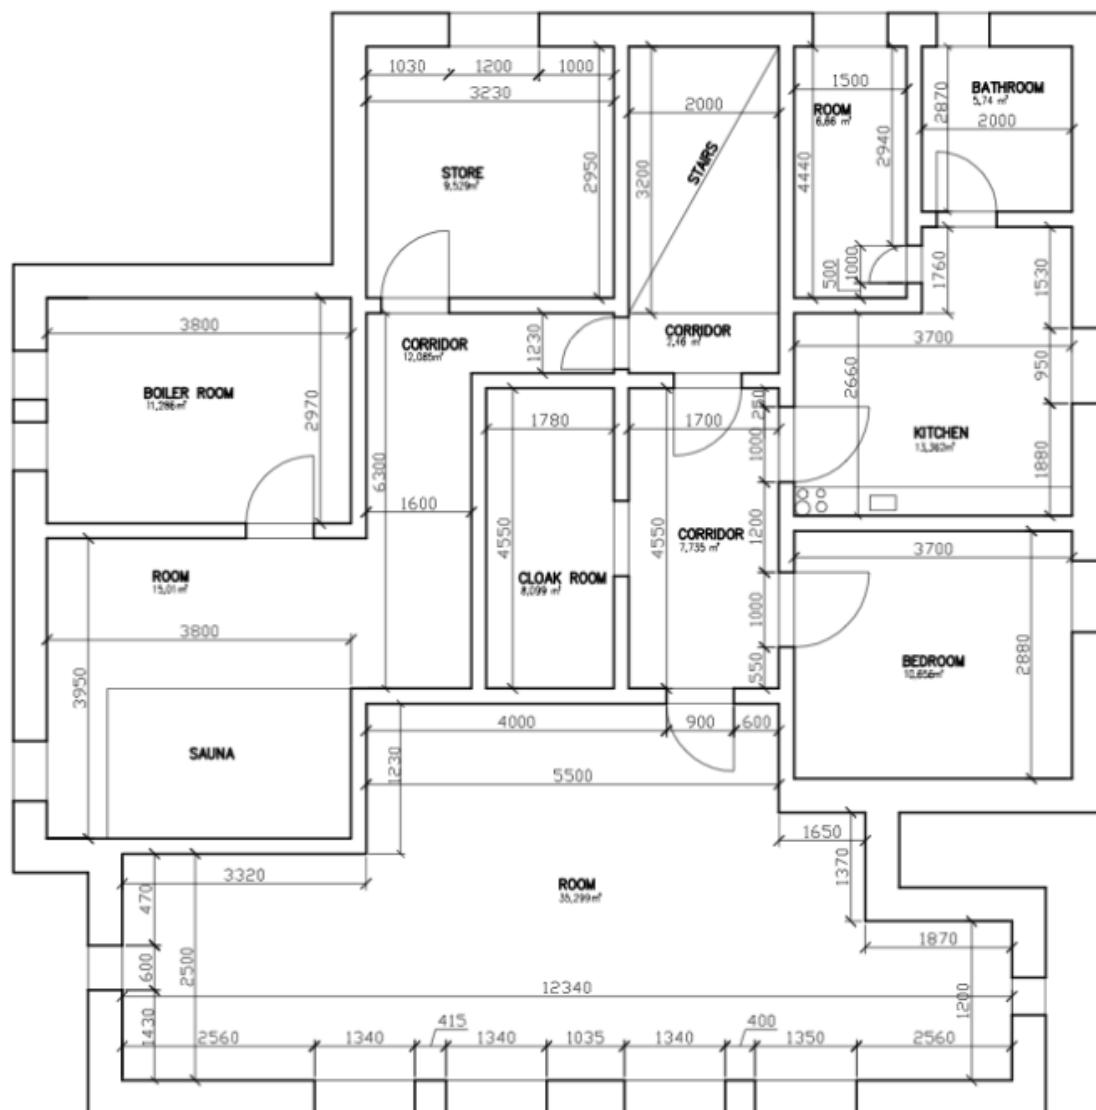 1030 1200 1000
3230
STORE
9,529m²
2950
2000
3200
STAIRS
1500
ROOM
6,66 m²
4440
2940
500
1000
2870
BATHROOM
5,74 m²
2000
1760
1530
3800
BOILER ROOM
11,286m²
2970
CORRIDOR
12,085m²
1230
CORRIDOR
7,46 m²
3700
950
2660
KITCHEN
13,362m²
1880
6300
1600
1780
1700
250
1000
4550
4550
CORRIDOR
7,735 m²
1200
CLOAK ROOM
8,099 m²
1000
550
3700
BEDROOM
10,656m²
2880
ROOM
15,01m²
3800
3950
SAUNA
4000 900 600
1230
5500
1650
1370
3320
ROOM
35,299m²
470
600
1430
2500
1870
12340
1200
2560 1340 415 1340 1035 1340 400 1350 2560